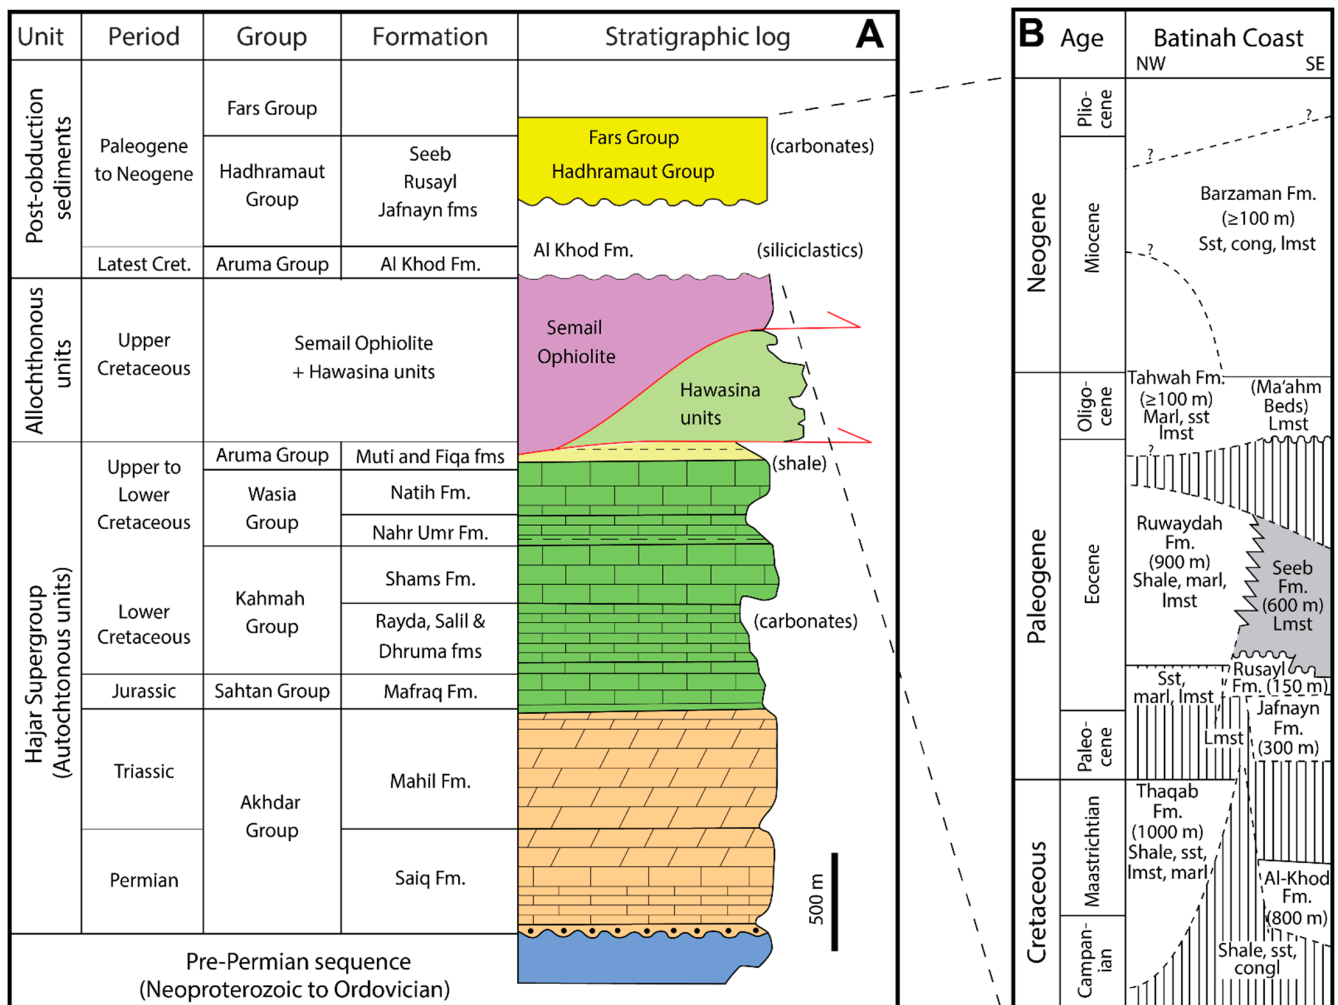 Unit
Period
Group
Formation
Stratigraphic log
A
Post-obduction
sediments
Paleogene
to Neogene
Fars Group
Hadhramaut
Group
Seeb
Rusayl
Jafnayn fms
Fars Group
Hadhramaut Group
(carbonates)
Latest Cret.
Aruma Group
Al Khod Fm.
Al Khod Fm.
(siliciclastics)
Allochthonous
units
Upper
Cretaceous
Semail Ophiolite
+ Hawasina units
Semail
Ophiolite
Hawasina
units
Hajar Supergroup
(Autochtonous units)
Upper to
Lower
Cretaceous
Aruma Group
Muti and Fiqa fms
(shale)
Wasia
Group
Natih Fm.
Nahr Umr Fm.
Lower
Cretaceous
Kahmah
Group
Shams Fm.
Rayda, Salil &
Dhruma fms
(carbonates)
Jurassic
Sahtan Group
Mafraq Fm.
Triassic
Akhdar
Group
Mahil Fm.
Permian
Saiq Fm.
500 m
Pre-Permian sequence
(Neoproterozoic to Ordovician)
B
Age
Batinah Coast
NW
SE
Neogene
Plio-
cene
?
?
Miocene
Barzaman Fm.
(≥100 m)
Sst, cong, lmst
?
Paleogene
Oligo-
cene
Tahwah Fm.
(≥100 m)
Marl, sst
lmst
(Ma‘ahm
Beds)
Lmst
?
Eocene
Ruwaydah
Fm.
(900 m)
Shale, marl,
lmst
Seeb
Fm.
(600 m)
Lmst
Sst,
marl, lmst
Rusayl
Fm. (150 m)
Paleo-
cene
Lmst
Jafnayn
Fm.
(300 m)
Cretaceous
Maastrichtian
Thaqab
Fm.
(1000 m)
Shale, sst,
lmst, marl
Al-Khod
Fm.
(800 m)
Campan-
ian
Shale, sst,
congl